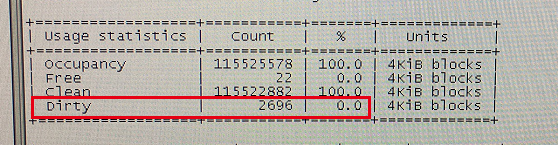 Usage statistics | Count | % | Units
Occupancy | 115525578 | 100.0 | 4KiB blocks
Free | 22 | 0.0 | 4KiB blocks
Clean | 115522882 | 100.0 | 4KiB blocks
Dirty | 2696 | 0.0 | 4KiB blocks